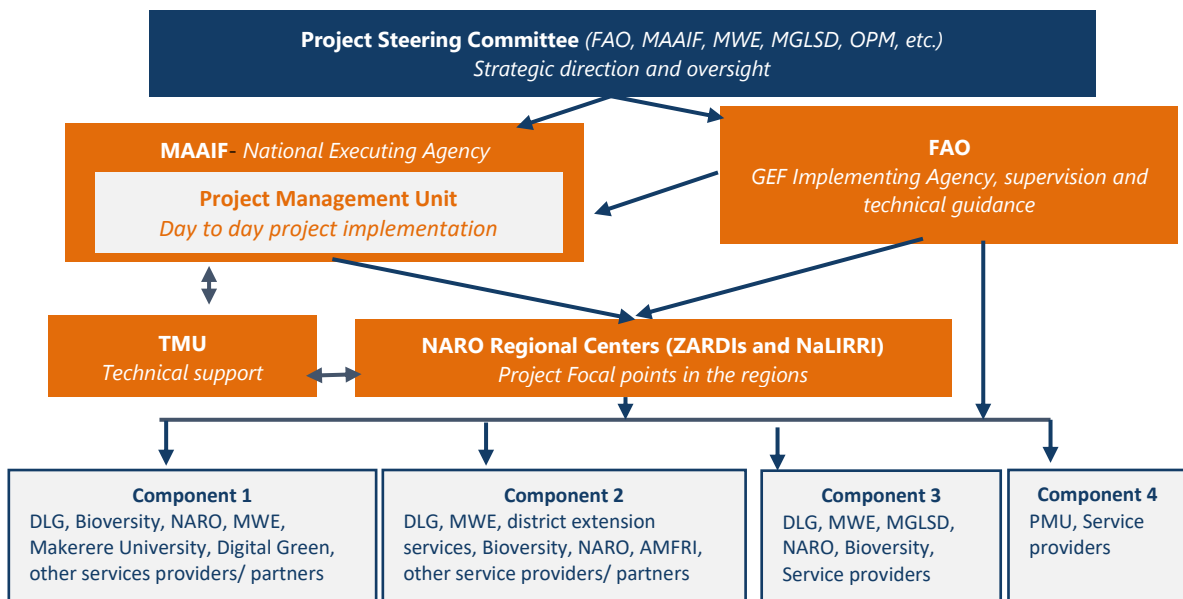 Project Steering Committee (FAO, MAAIF, MWE, MGLSD, OPM, etc.)
Strategic direction and oversight
MAAIF- National Executing Agency
Project Management Unit
Day to day project implementation
FAO
GEF Implementing Agency, supervision and
technical guidance
TMU
Technical support
NARO Regional Centers (ZARDIs and NaLIRRI)
Project Focal points in the regions
Component 1
DLG, Bioversity, NARO, MWE,
Makerere University, Digital Green,
other services providers/ partners
Component 2
DLG, MWE, district extension
services, Bioversity, NARO, AMFRI,
other service providers/ partners
Component 3
DLG, MWE, MGLSD,
NARO, Bioversity,
Service providers
Component 4
PMU, Service
providers